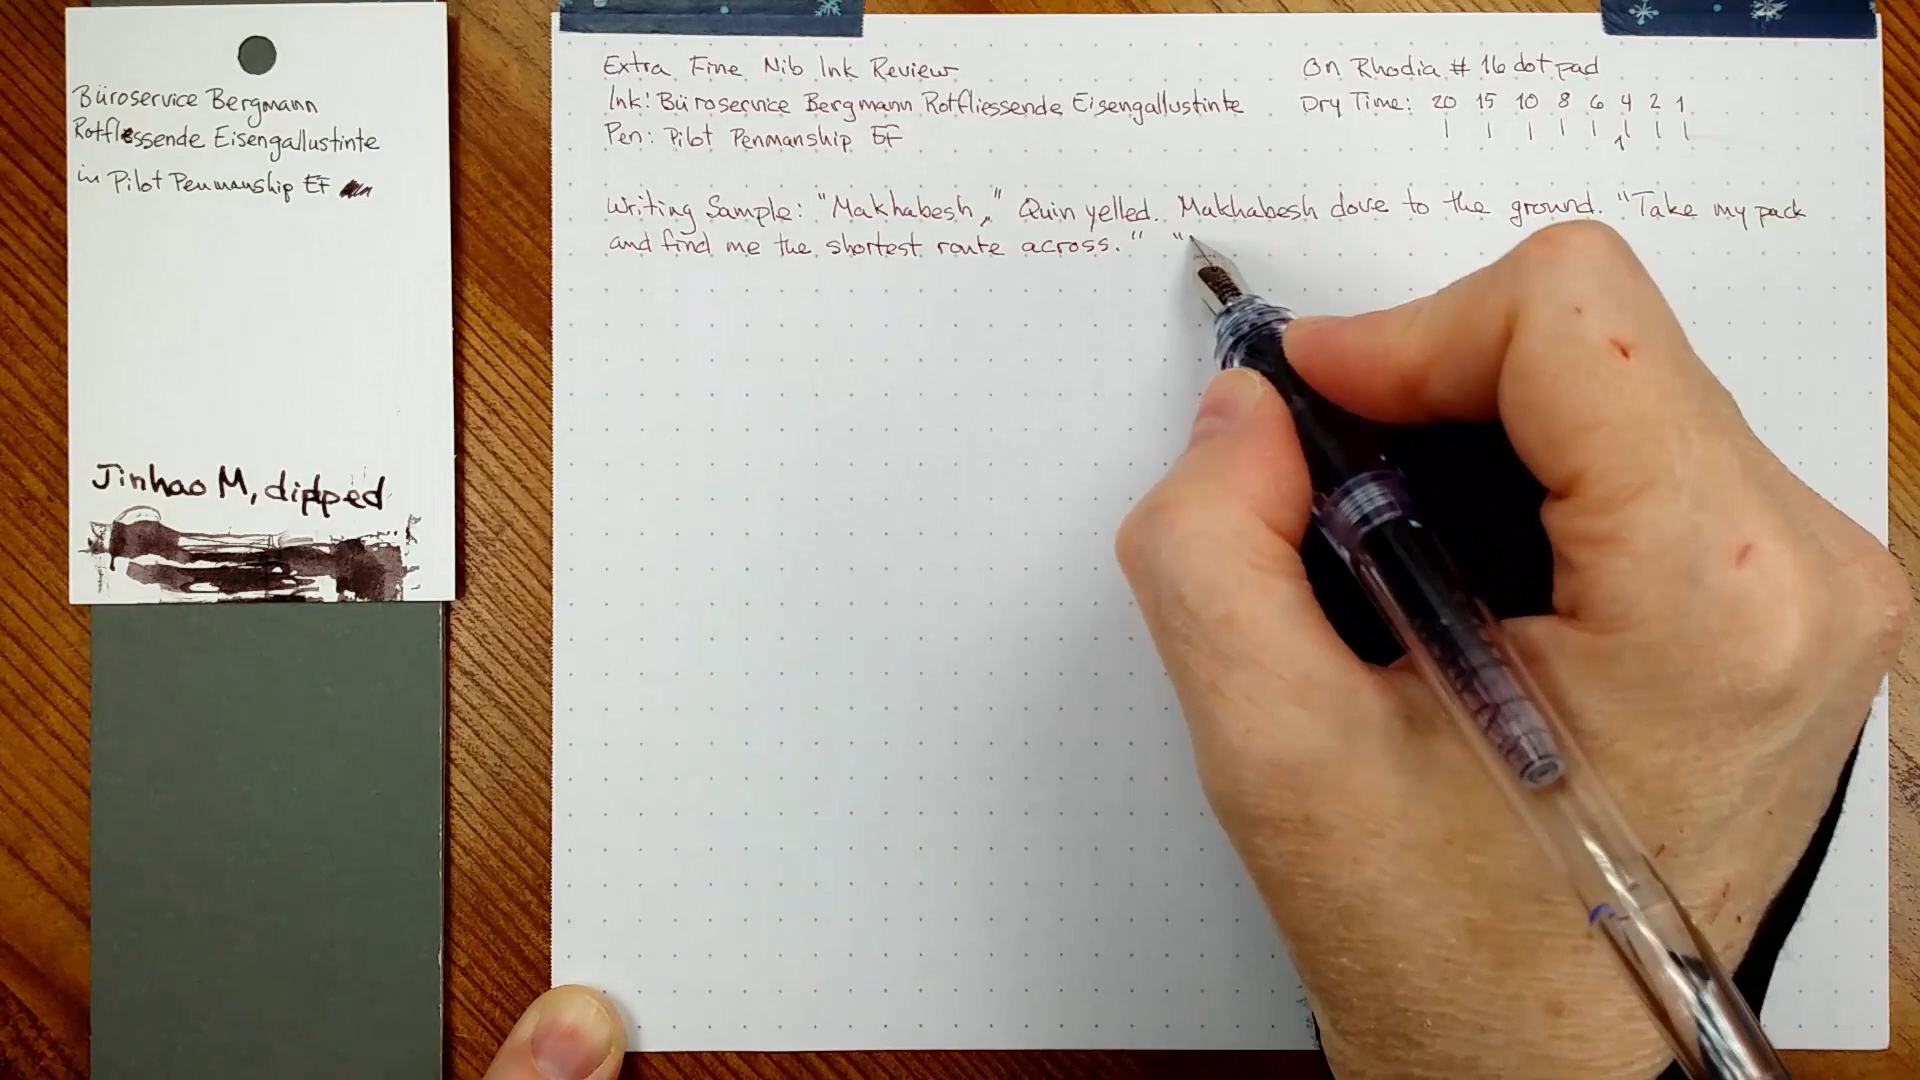 Büroservice Bergmann
Rotfliessende Eisengallustinte
in Pilot Penmanship EF
Jinhao M, dipped
Extra Fine Nib Ink Review
Ink: Büroservice Bergmann Rotfliessende Eisengallustinte
Pen: Pilot Penmanship EF
On Rhodia # 16 dot pad
Dry Time: 20 15 10 8 6 4 2 1
Writing Sample: "Makhabesh," Quin yelled. Makhabesh dove to the ground. "Take my pack
and find me the shortest route across." "